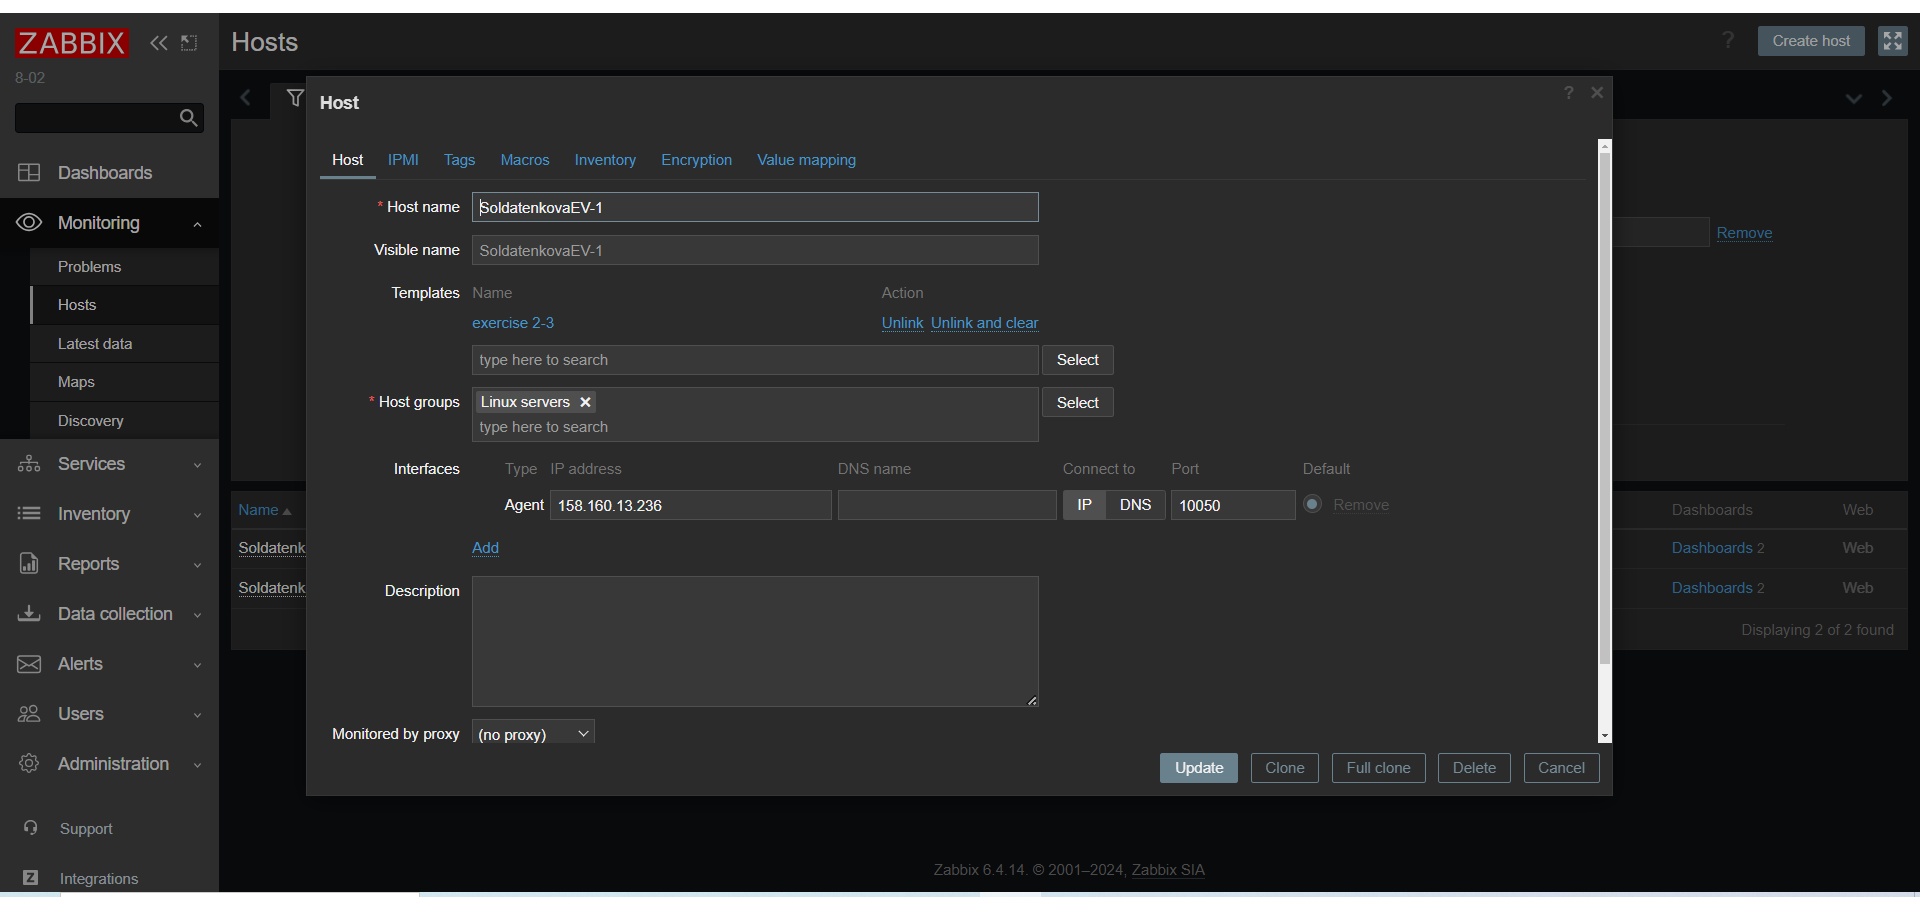 ZABBIX
8-02
Dashboards
Monitoring
Problems
Hosts
Latest data
Maps
Discovery
Services
Inventory
Reports
Data collection
Alerts
Users
Administration
Support
Z Integrations
Hosts
? Create host
Host
?
Host IPMI Tags Macros Inventory Encryption Value mapping
* Host name SoldatenkovaEV-1
Visible name SoldatenkovaEV-1
Templates Name Action
exercise 2-3 Unlink Unlink and clear
type here to search Select
* Host groups Linux servers Select
type here to search
Interfaces Type IP address DNS name Connect to Port Default
Agent 158.160.13.236 IP DNS 10050 Remove
Add
Description
Monitored by proxy (no proxy)
Update Clone Full clone Delete Cancel
Remove
Name Dashboards Web
Soldatenk Dashboards 2 Web
Soldatenk Dashboards 2 Web
Displaying 2 of 2 found
Zabbix 6.4.14. © 2001–2024, Zabbix SIA